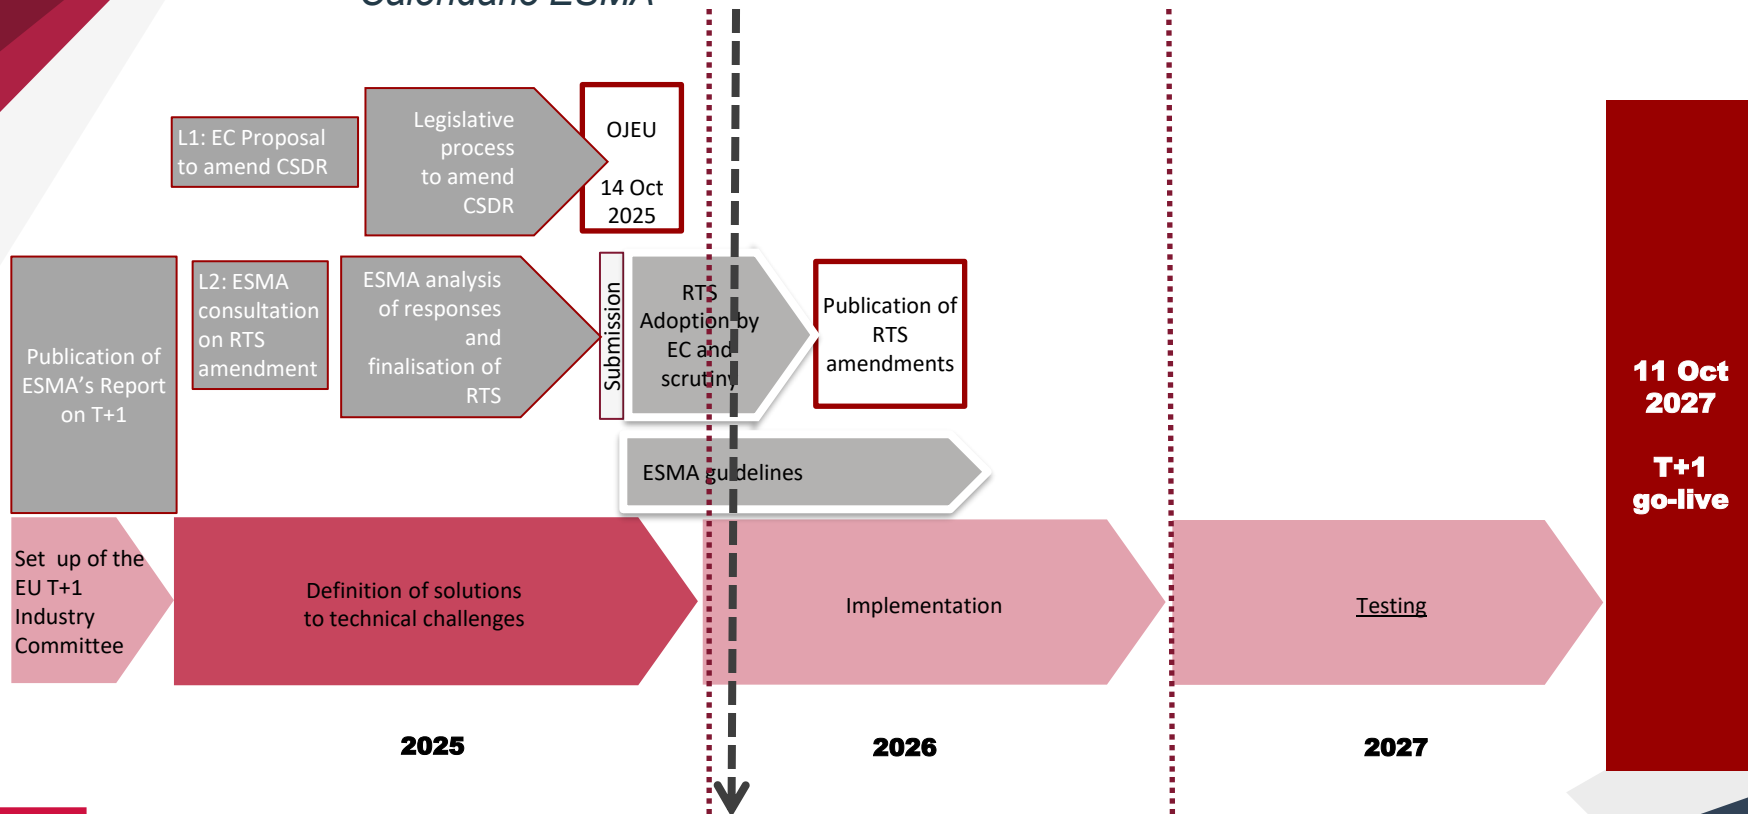 Calendario ESMA
L1: EC Proposal
to amend CSDR
Legislative
process
to amend
CSDR
OJEU
14 Oct
2025
Publication of
ESMA’s Report
on T+1
L2: ESMA
consultation
on RTS
amendment
ESMA analysis
of responses
and
finalisation of
RTS
Submission
RTS
Adoption by
EC and
scrutiny
Publication of
RTS
amendments
ESMA guidelines
11 Oct
2027
T+1
go-live
Set up of the
EU T+1
Industry
Committee
Definition of solutions
to technical challenges
Implementation
Testing
2025
2026
2027